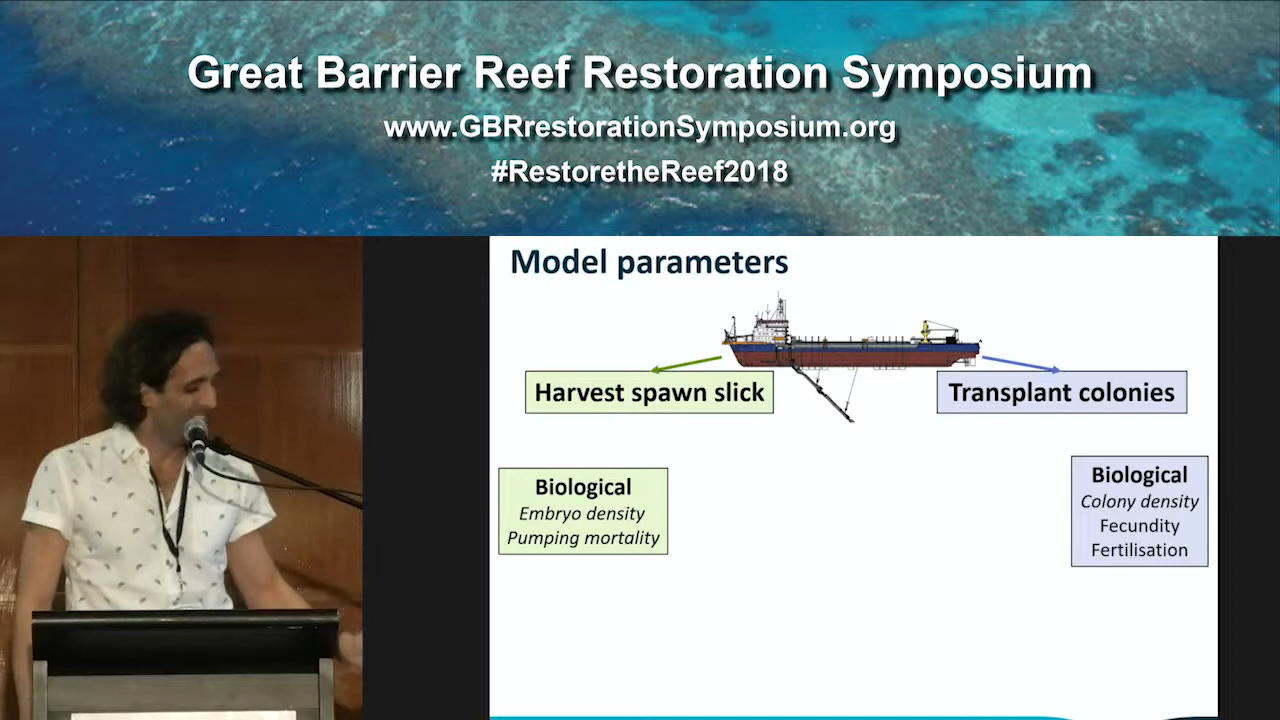 Great Barrier Reef Restoration Symposium
www.GBRrestorationSymposium.org
#RestoretheReef2018
Model parameters
Harvest spawn slick
Transplant colonies
Biological
Embryo density
Pumping mortality
Biological
Colony density
Fecundity
Fertilisation